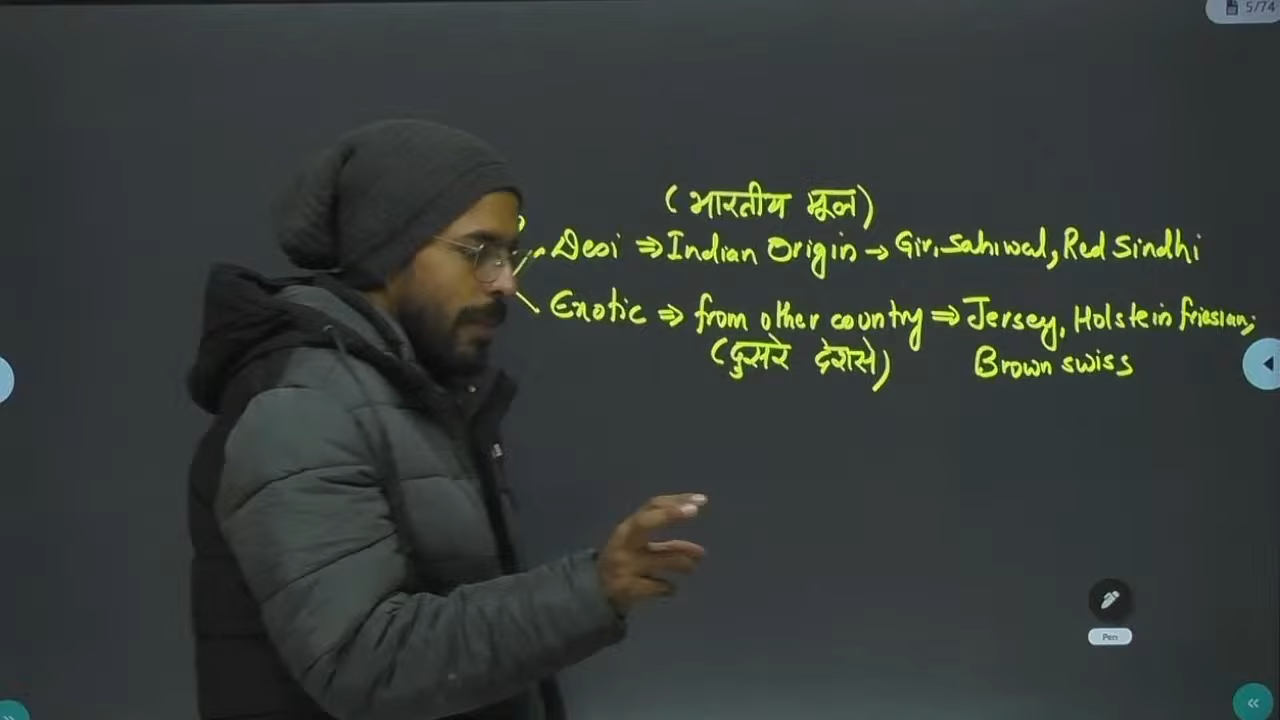 5/74
(भारतीय मूल)
Desi ⇒ Indian Origin → Gir, Sahiwal, Red Sindhi
Exotic ⇒ from other country ⇒ Jersey, Holstein friesian,
(दुसरे देशसे)
Brown swiss
Pen